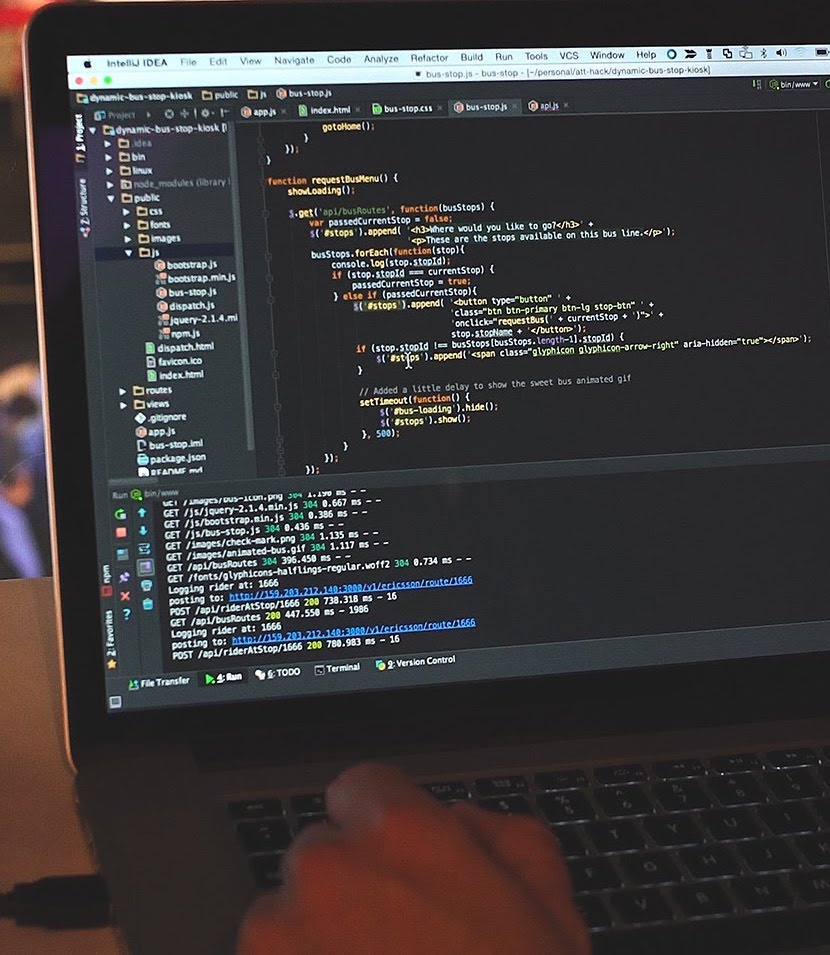 IntelliJ IDEA File Edit View Navigate Code Analyze Refactor Build Run Tools VCS Window Help
bus-stop.js - bus-stop - [~/personal/att-hack/dynamic-bus-stop-kiosk]
dynamic-bus-stop-kiosk public js bus-stop.js bin/www
Project app.js index.html bus-stop.css bus-stop.js api.js
1: Project
Z: Structure
dynamic-bus-stop-kiosk
.idea
bin
linux
node_modules (library
public
css
fonts
images
js
bootstrap.js
bootstrap.min.js
bus-stop.js
dispatch.js
jquery-2.1.4.mi
npm.js
dispatch.html
favicon.ico
index.html
routes
views
.gitignore
app.js
bus-stop.iml
package.json
README.md
gotoHome();
}
});
}
function requestBusMenu() {
showLoading();
$.get('api/busRoutes', function(busStops) {
var passedCurrentStop = false;
$('#stops').append( '<h3>Where would you like to go?</h3>' +
'<p>These are the stops available on this bus line.</p>');
busStops.forEach(function(stop){
console.log(stop.stopId);
if (stop.stopId === currentStop) {
passedCurrentStop = true;
} else if (passedCurrentStop){
$('#stops').append( '<button type="button" ' +
'class="btn btn-primary btn-lg stop-btn" ' +
'onclick="requestBus(' + currentStop + ')">' +
stop.stopName + '</button>');
if (stop.stopId !== busStops[busStops.length-1].stopId) {
$('#stops').append('<span class="glyphicon glyphicon-arrow-right" aria-hidden="true"></span>');
}
// Added a little delay to show the sweet bus animated gif
setTimeout(function() {
$('#bus-loading').hide();
$('#stops').show();
}, 500);
}
});
});
Run bin/www
GET /images/bus-icon.png 304 1.190 ms - -
GET /js/jquery-2.1.4.min.js 304 0.667 ms - -
GET /js/bootstrap.min.js 304 0.386 ms - -
GET /js/bus-stop.js 304 0.436 ms - -
GET /images/check-mark.png 304 1.135 ms - -
GET /images/animated-bus.gif 304 1.117 ms - -
GET /api/busRoutes 304 396.450 ms - -
GET /fonts/glyphicons-halflings-regular.woff2 304 0.734 ms - -
Logging rider at: 1666
posting to: http://159.203.212.140:3000/v1/ericsson/route/1666
POST /api/riderAtStop/1666 200 738.318 ms - 16
GET /api/busRoutes 200 447.550 ms - 1986
Logging rider at: 1666
posting to: http://159.203.212.140:3000/v1/ericsson/route/1666
POST /api/riderAtStop/1666 200 780.983 ms - 16
npm
2: Favorites
File Transfer 4: Run 6: TODO Terminal 9: Version Control